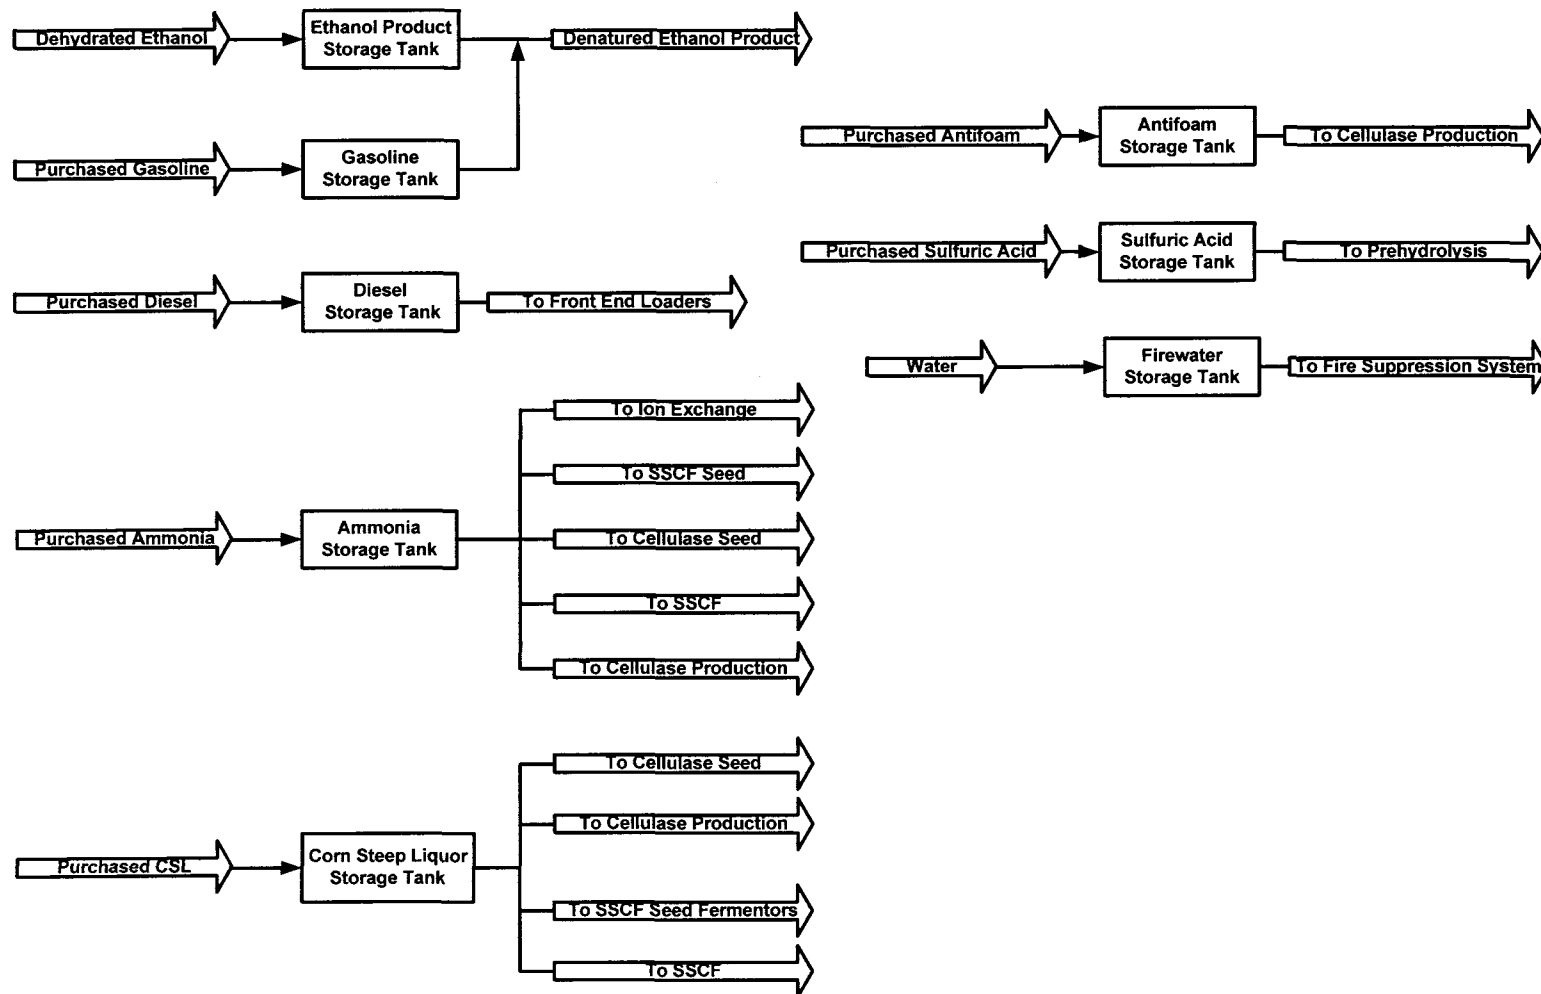 Dehydrated Ethanol
Ethanol Product
Storage Tank
Denatured Ethanol Product
Purchased Gasoline
Gasoline
Storage Tank
Purchased Diesel
Diesel
Storage Tank
To Front End Loaders
Purchased Ammonia
Ammonia
Storage Tank
To Ion Exchange
To SSCF Seed
To Cellulase Seed
To SSCF
To Cellulase Production
Purchased CSL
Corn Steep Liquor
Storage Tank
To Cellulase Seed
To Cellulase Production
To SSCF Seed Fermentors
To SSCF
Purchased Antifoam
Antifoam
Storage Tank
To Cellulase Production
Purchased Sulfuric Acid
Sulfuric Acid
Storage Tank
To Prehydrolysis
Water
Firewater
Storage Tank
To Fire Suppression System